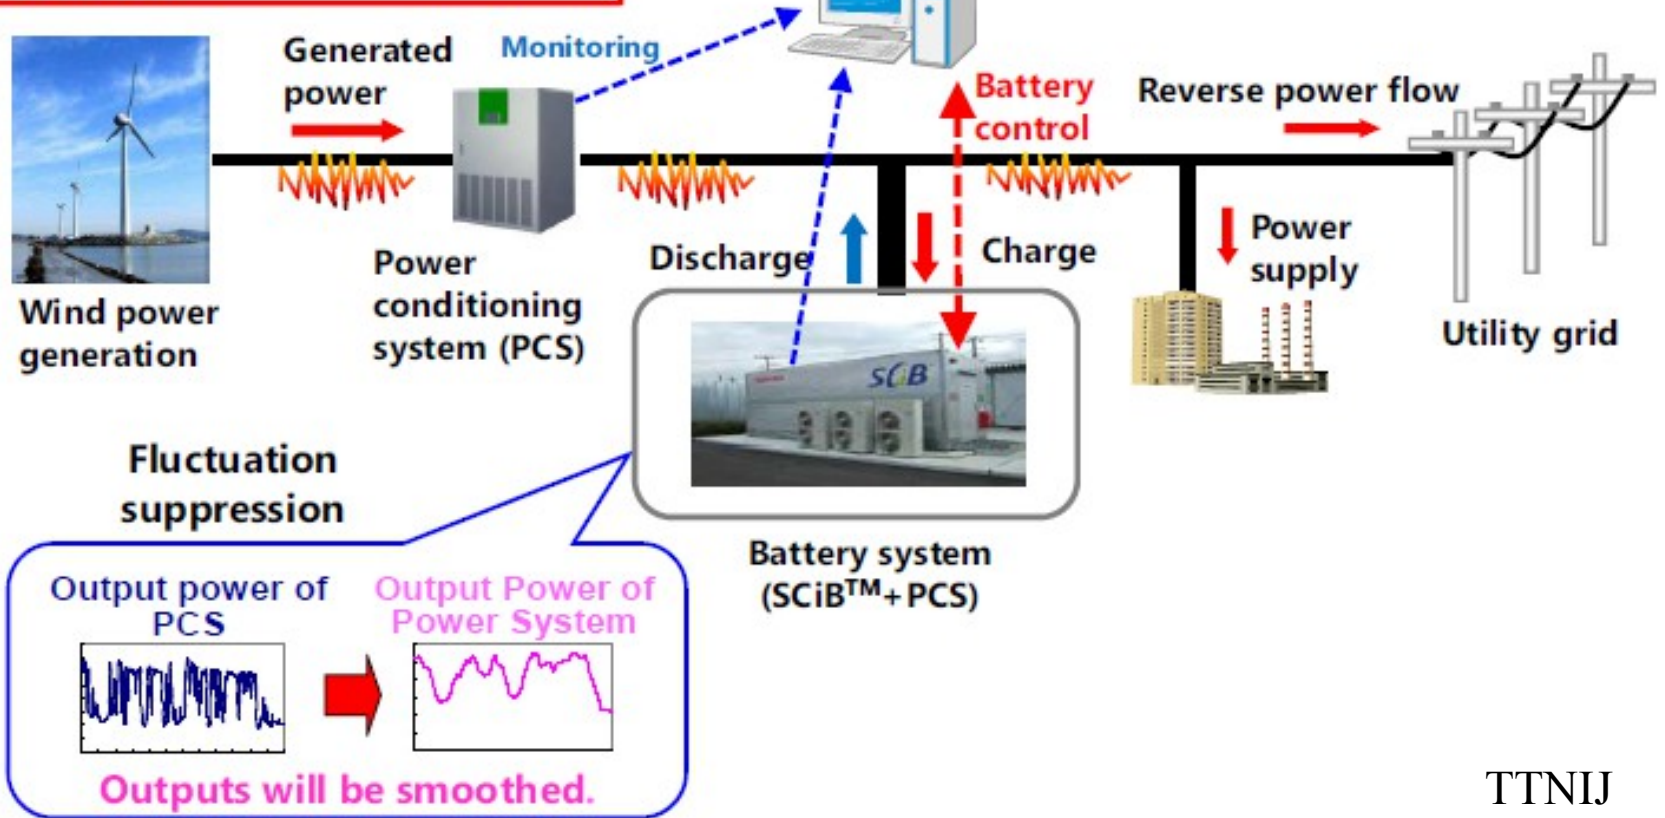 Generated
power
Monitoring
Battery
control
Reverse power flow
Discharge
Charge
Power
supply
Power
conditioning
system (PCS)
Wind power
generation
Utility grid
SCiB
Fluctuation
suppression
Battery system
(SCiB™+PCS)
Output power of
PCS
Output Power of
Power System
Outputs will be smoothed.
TTNIJ